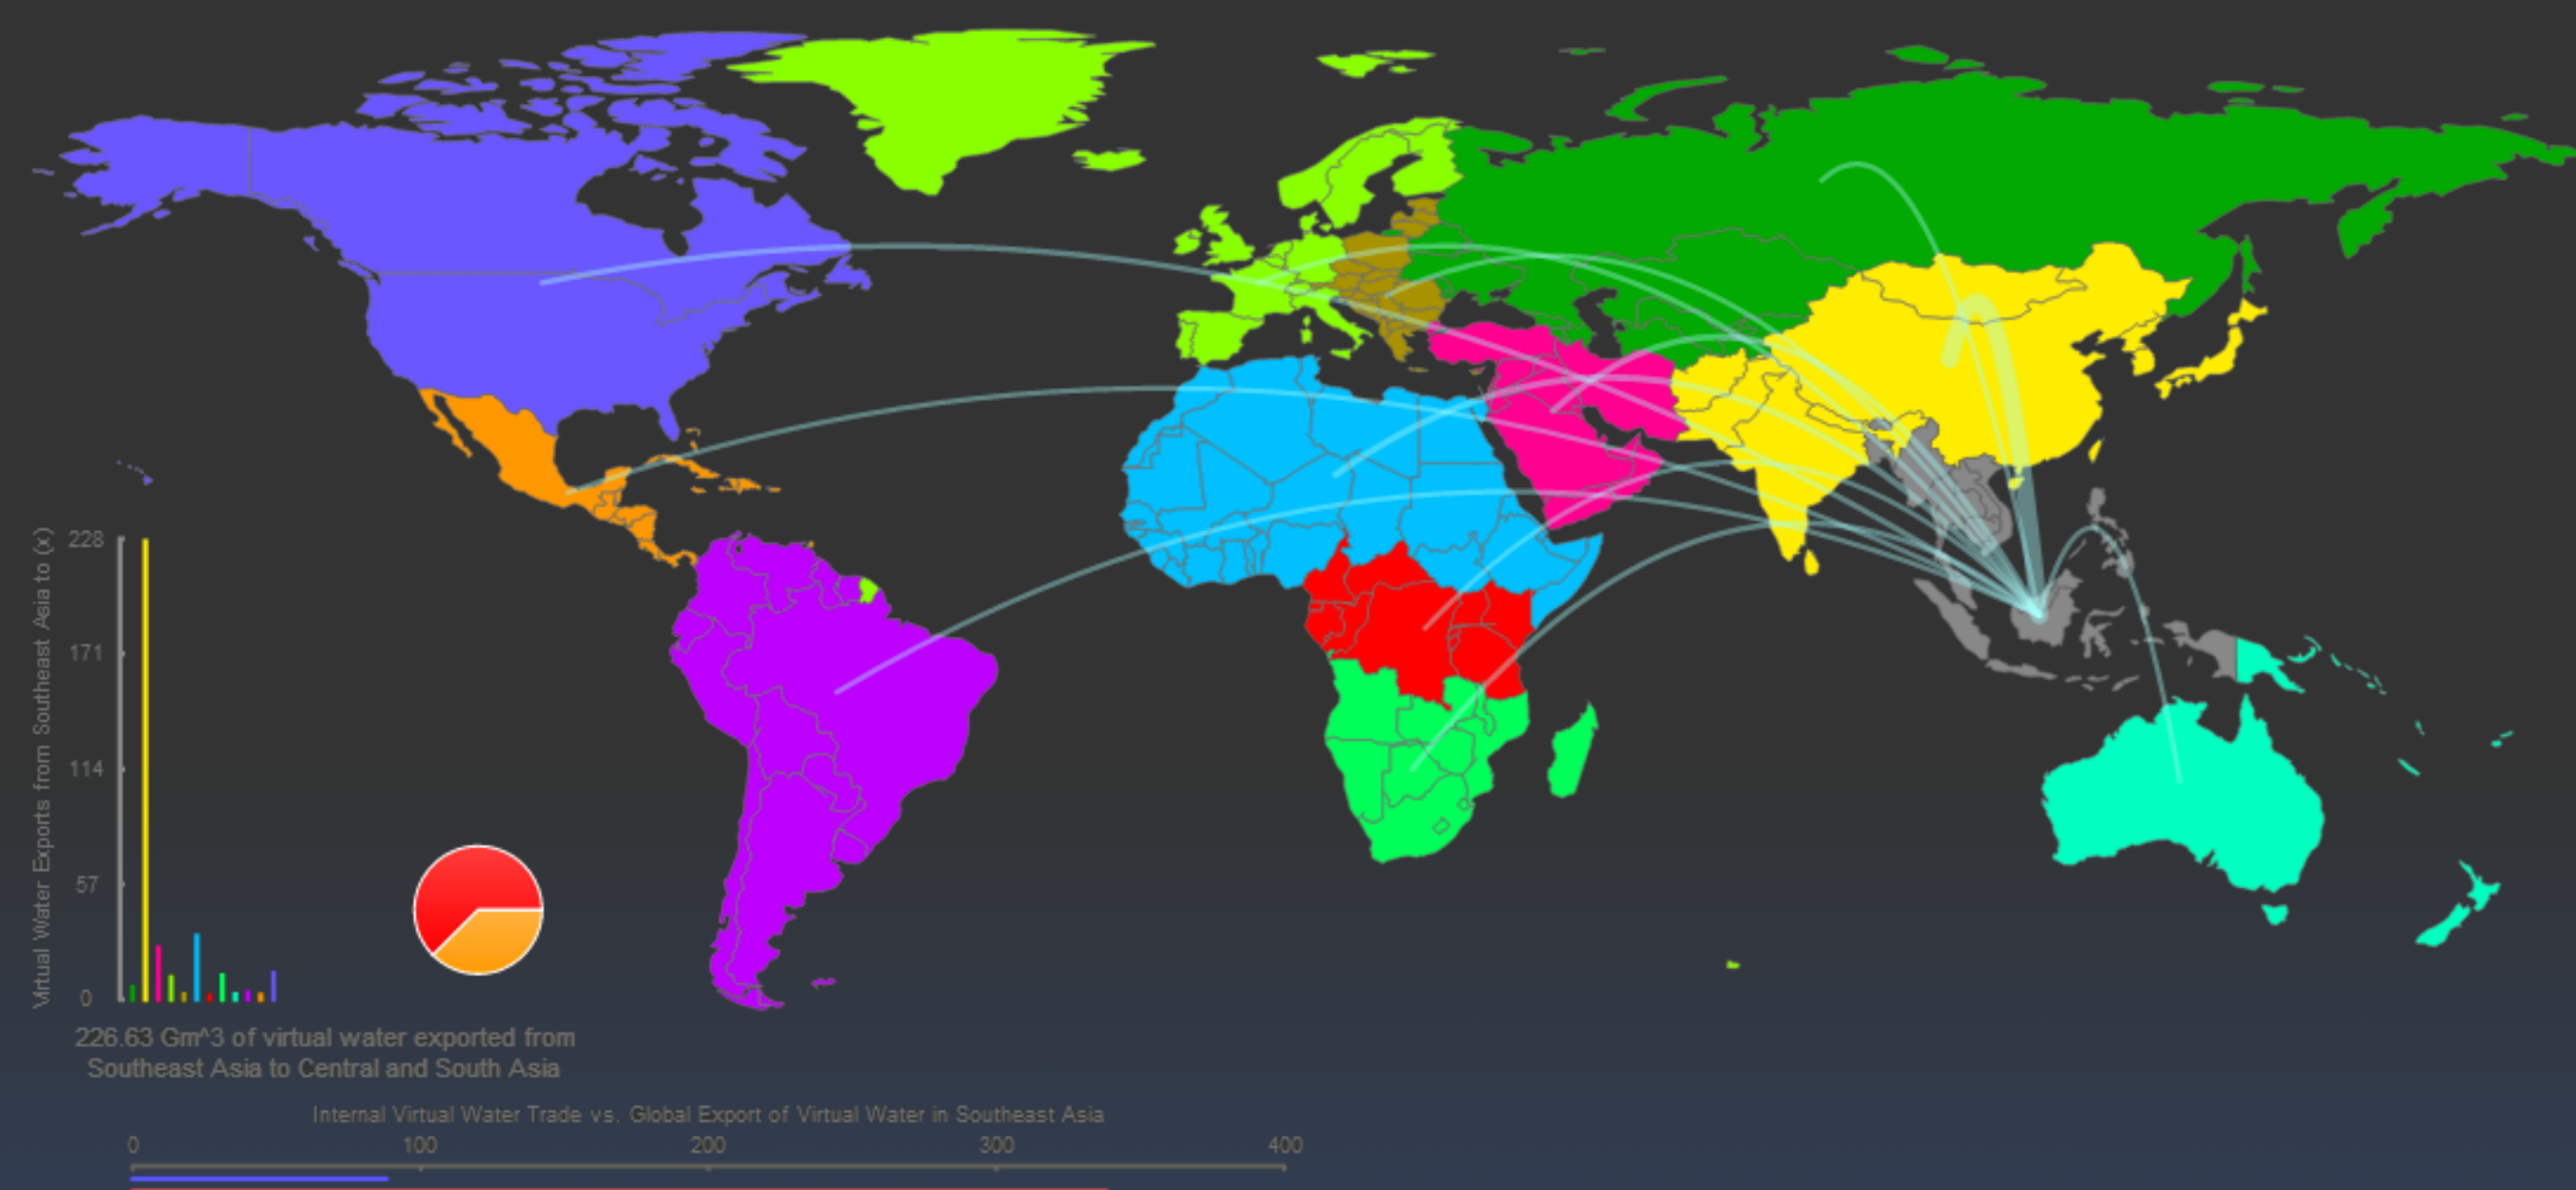 Virtual Water Exports from Southeast Asia to (x)
228
171
114
57
0
226.63 Gm^3 of virtual water exported from
Southeast Asia to Central and South Asia
Internal Virtual Water Trade vs. Global Export of Virtual Water in Southeast Asia
0 100 200 300 400